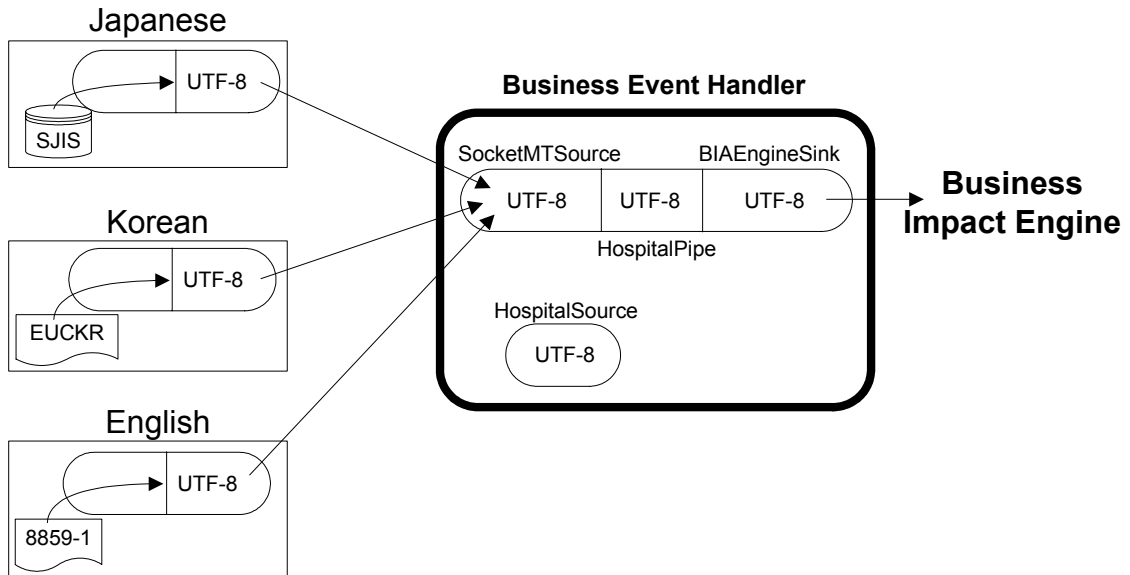 Japanese
UTF-8
SJIS
Korean
UTF-8
EUCKR
English
UTF-8
8859-1
Business Event Handler
SocketMTSource
BIAEngineSink
UTF-8
UTF-8
UTF-8
HospitalPipe
HospitalSource
UTF-8
Business
Impact Engine